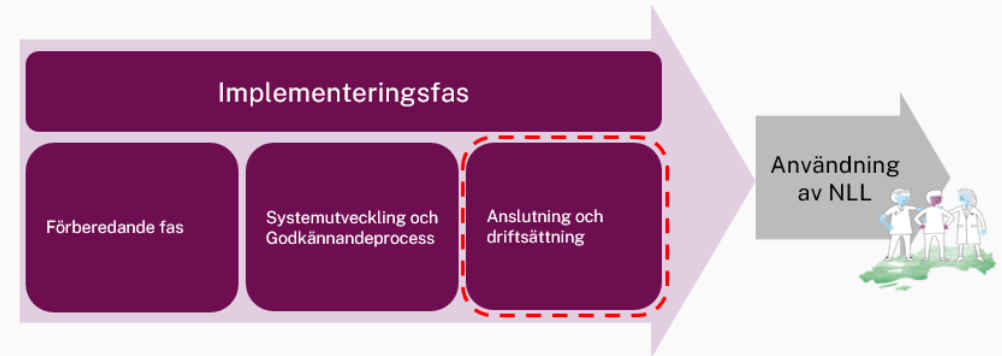 Implementeringsfas
Förberedande fas
Systemutveckling och
Godkännandeprocess
Anslutning och
driftsättning
Användning
av NLL